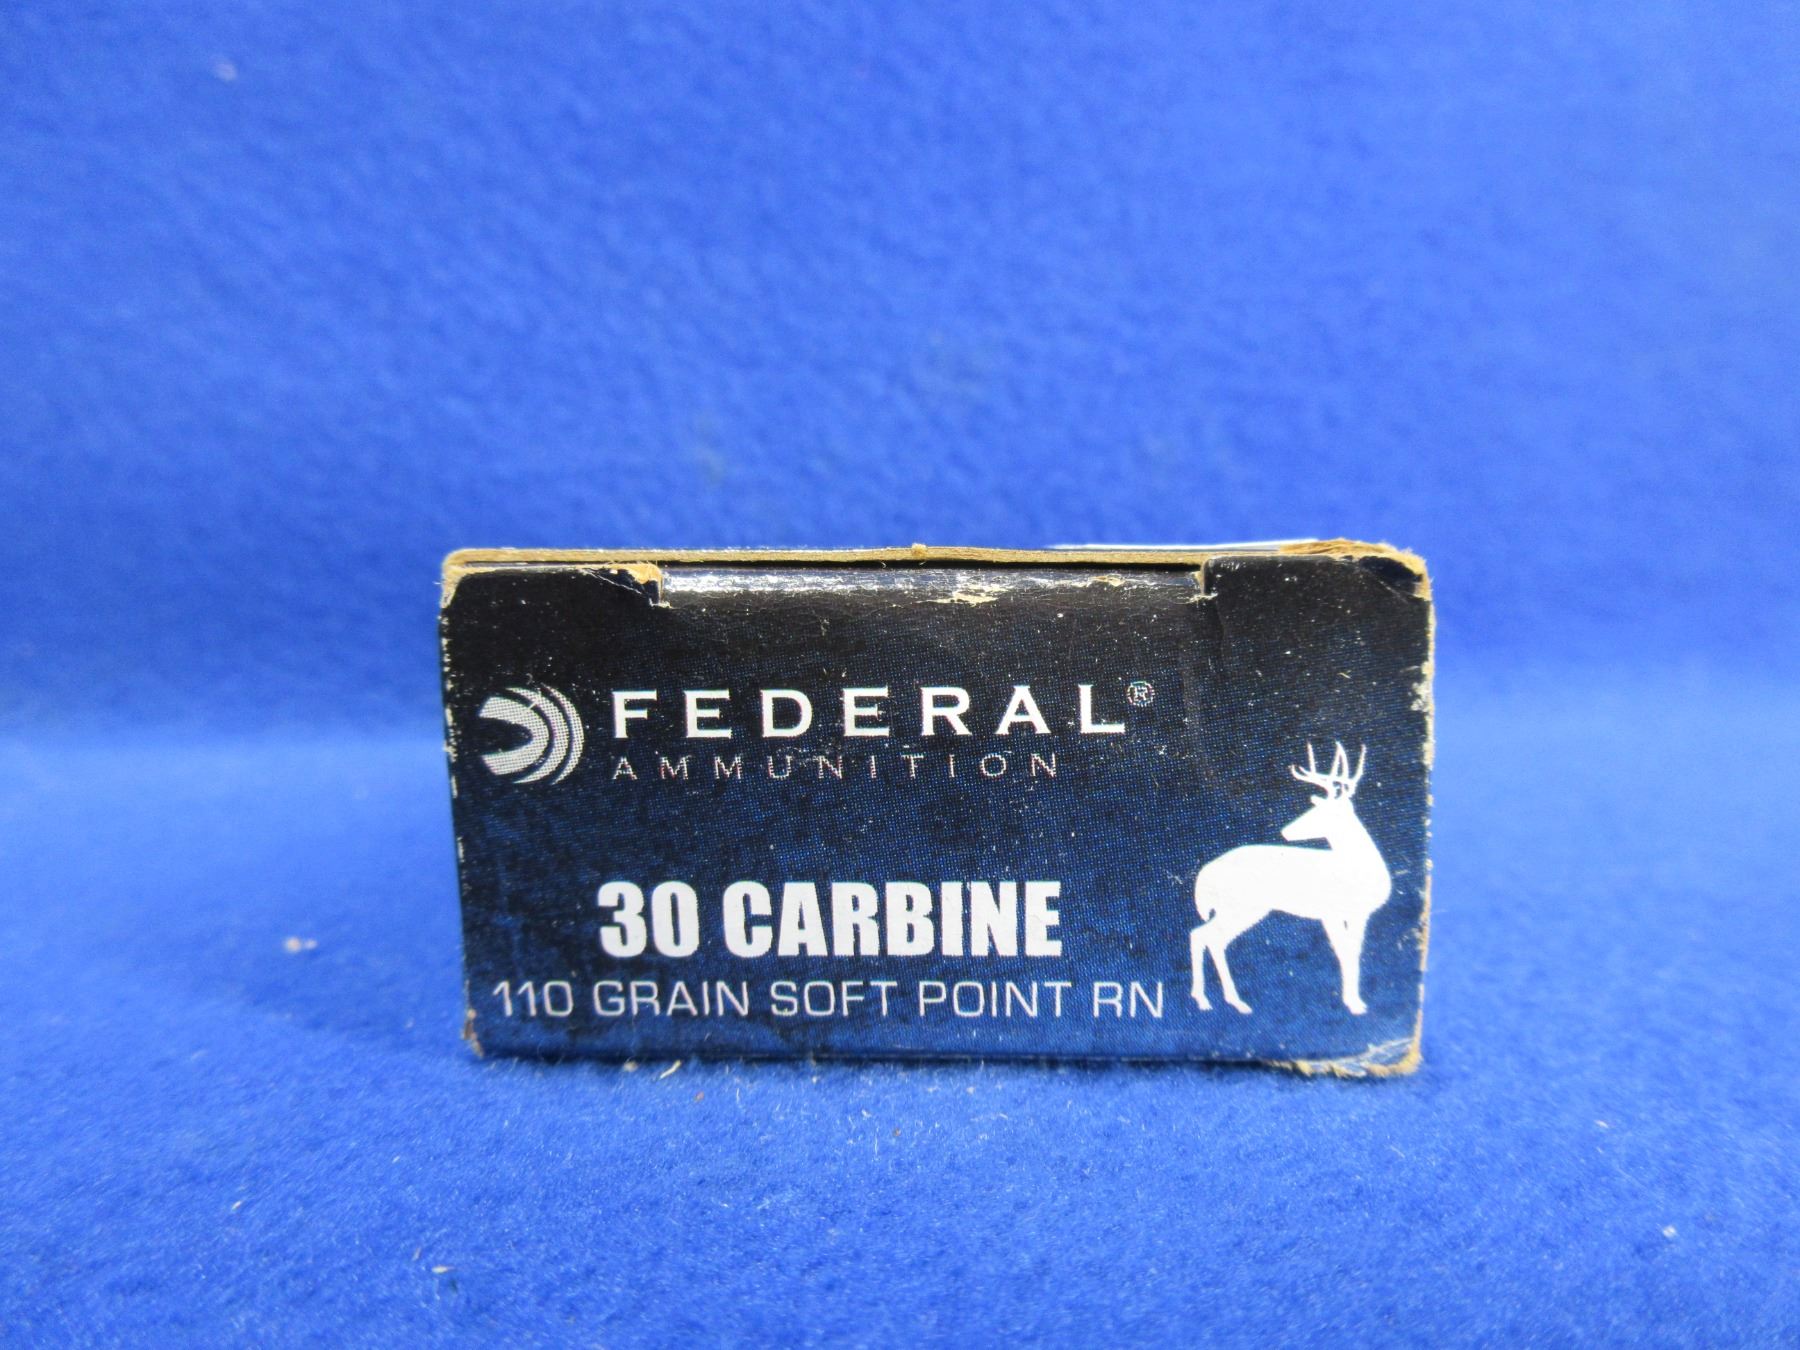 FEDERAL®
AMMUNITION
30 CARBINE
110 GRAIN SOFT POINT RN